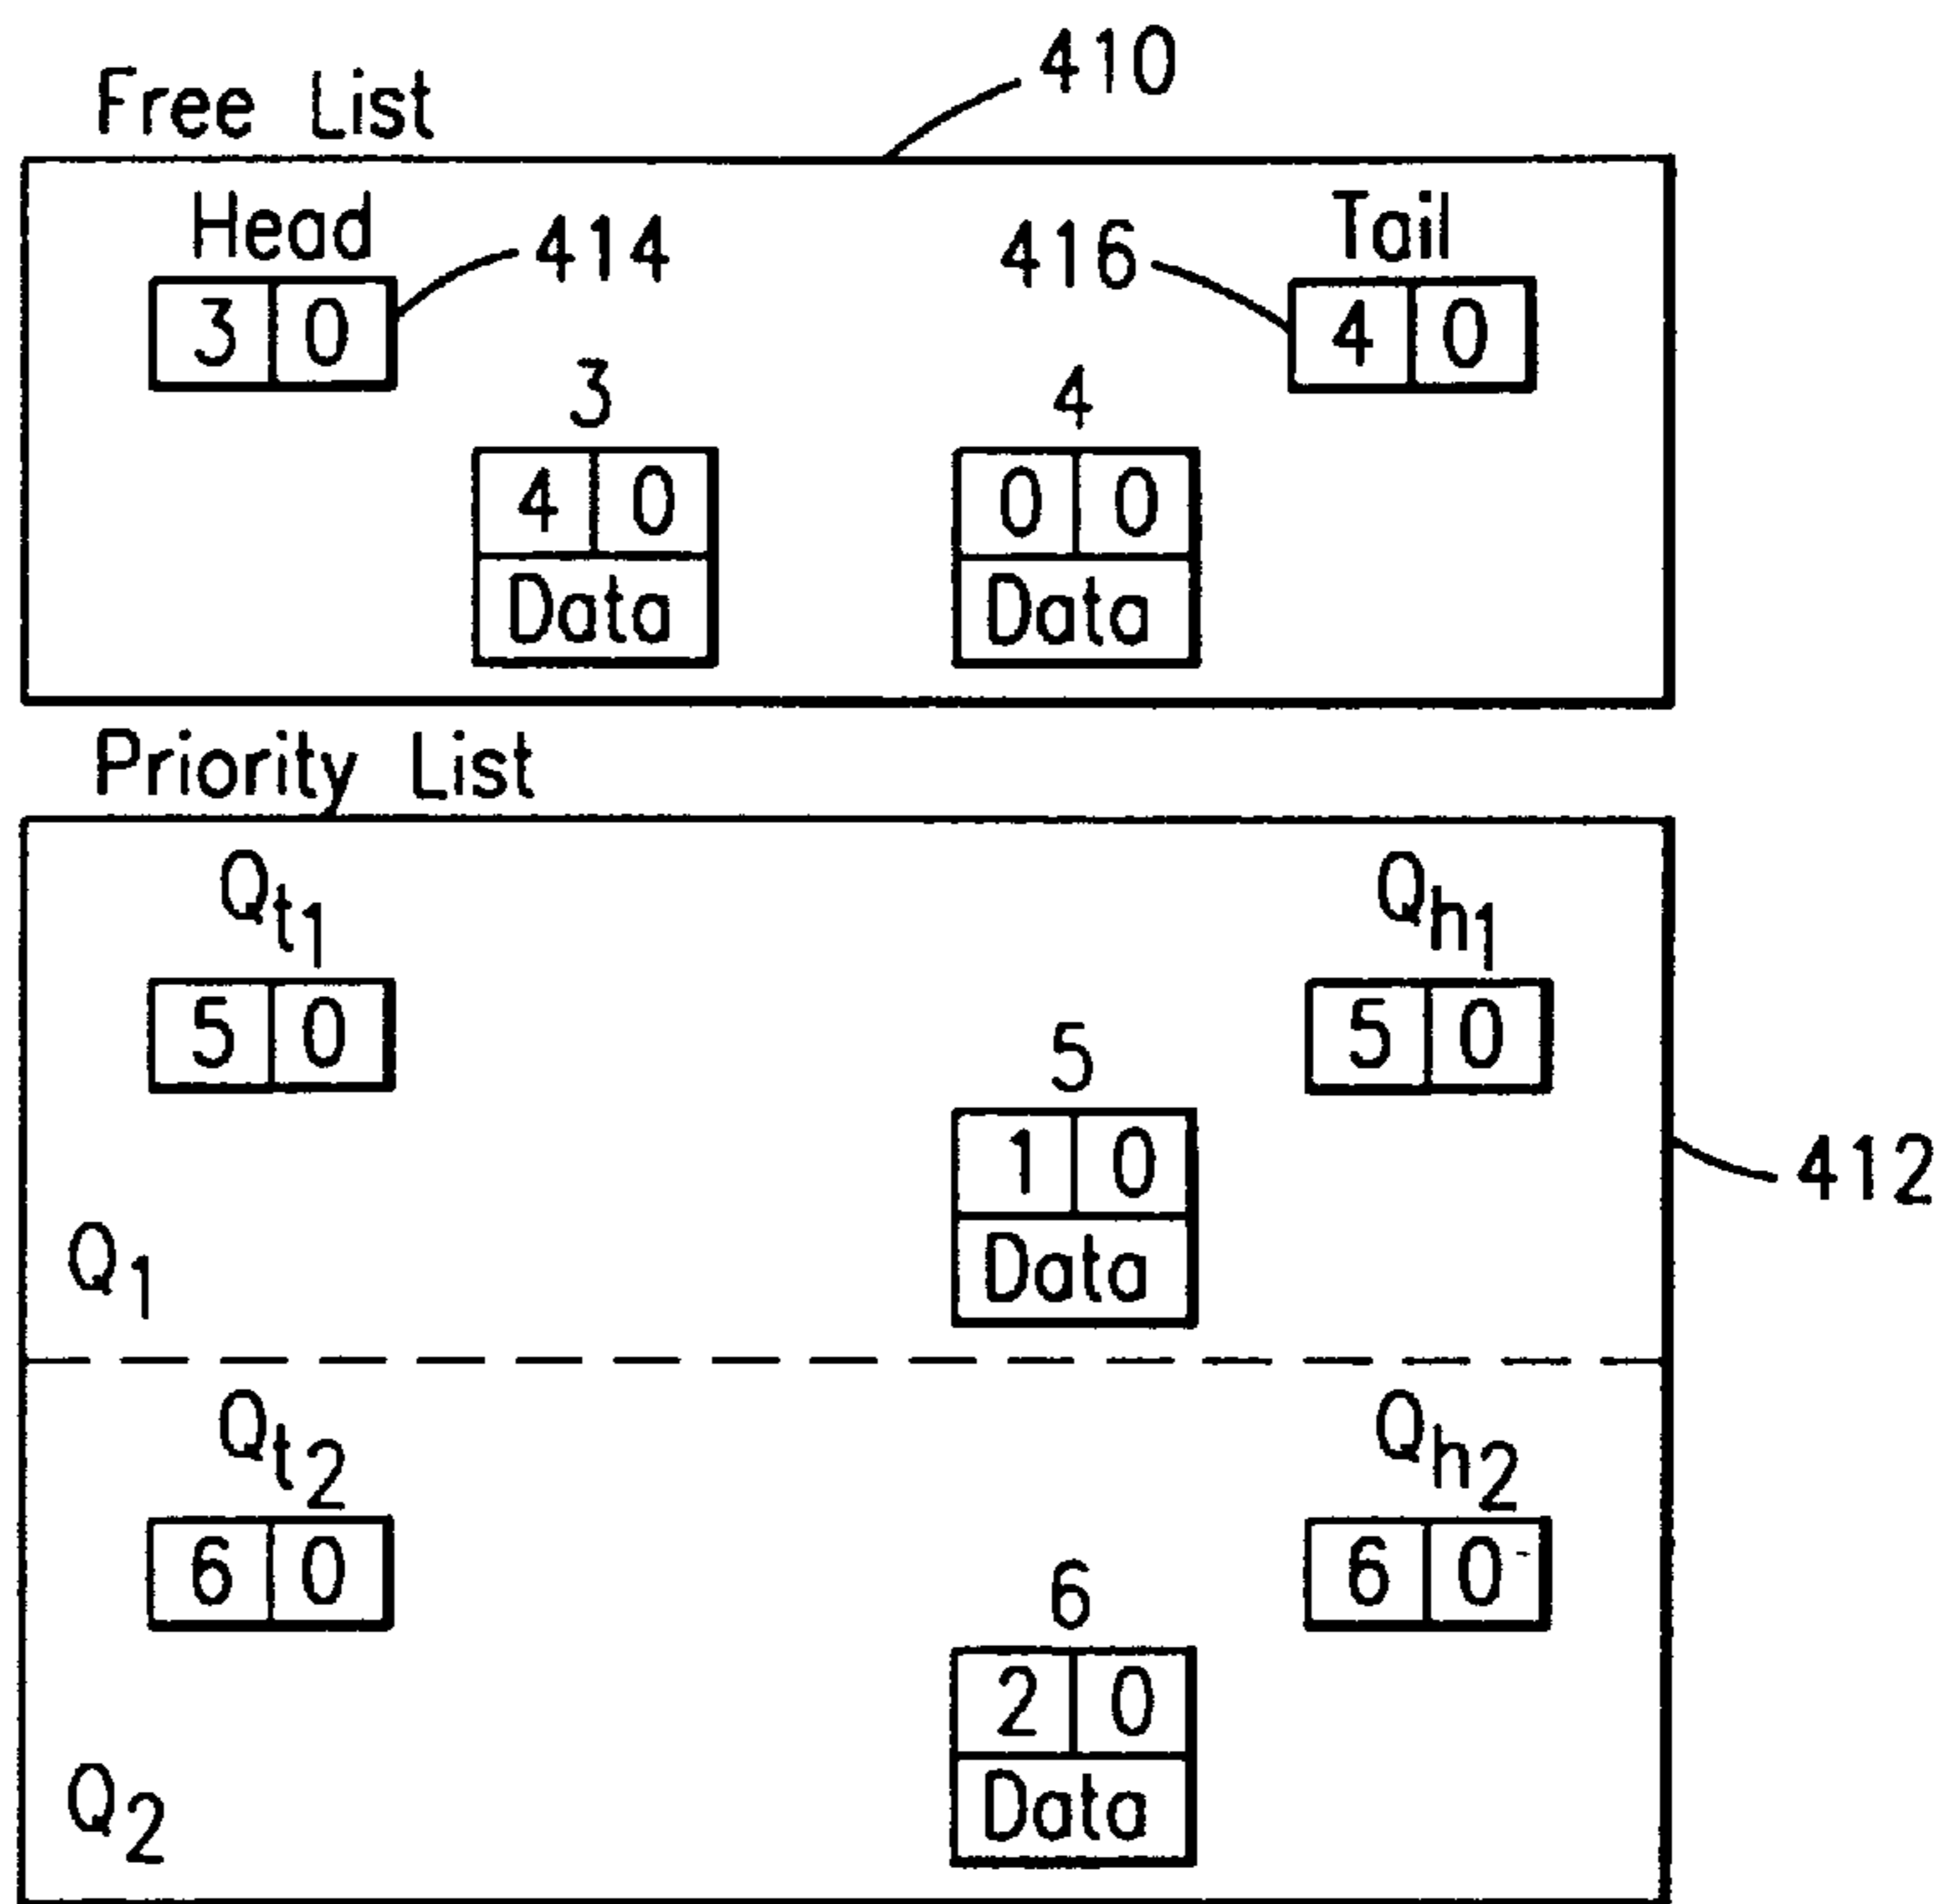 410
Free List
Head 414 416 Tail
3 0 4 0
3 4
4 0 0 0
Data Data
Priority List
Qt1 Qh1
5 0 5 0
5
1 0
412
Data
Q1
Qt2 Qh2
6 0 6 0
6
2 0
Data
Q2